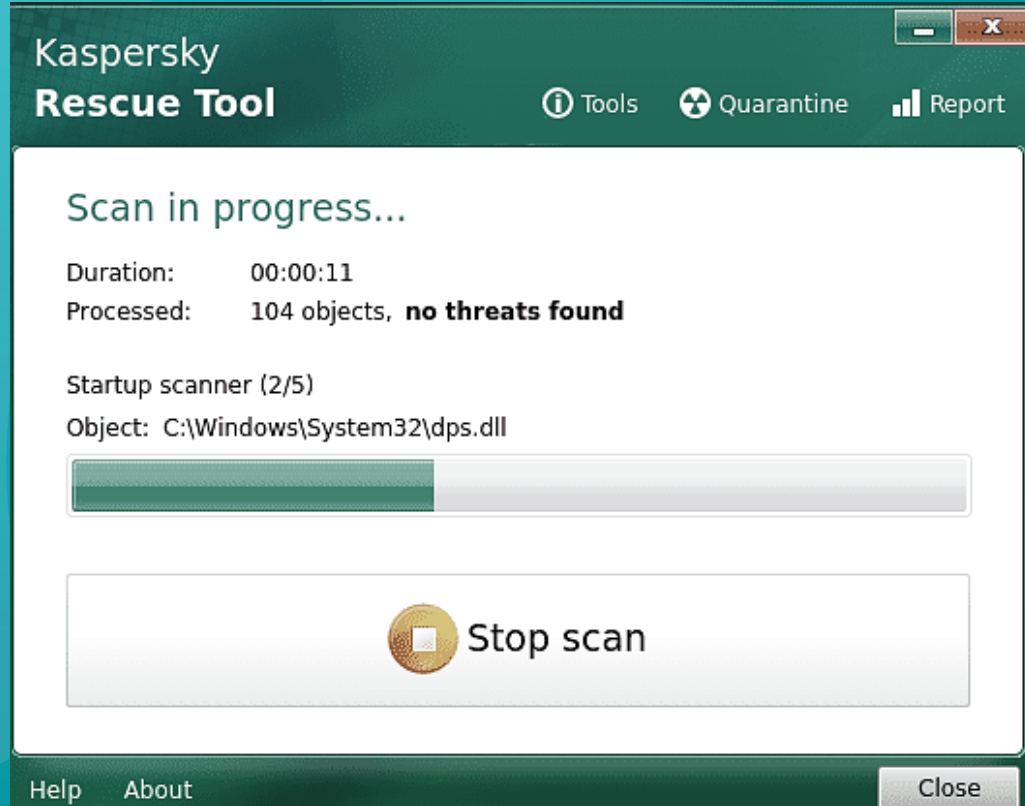 Kaspersky
Rescue Tool
Tools Quarantine Report
Scan in progress...
Duration: 00:00:11
Processed: 104 objects, no threats found
Startup scanner (2/5)
Object: C:\Windows\System32\dps.dll
Stop scan
Help About Close